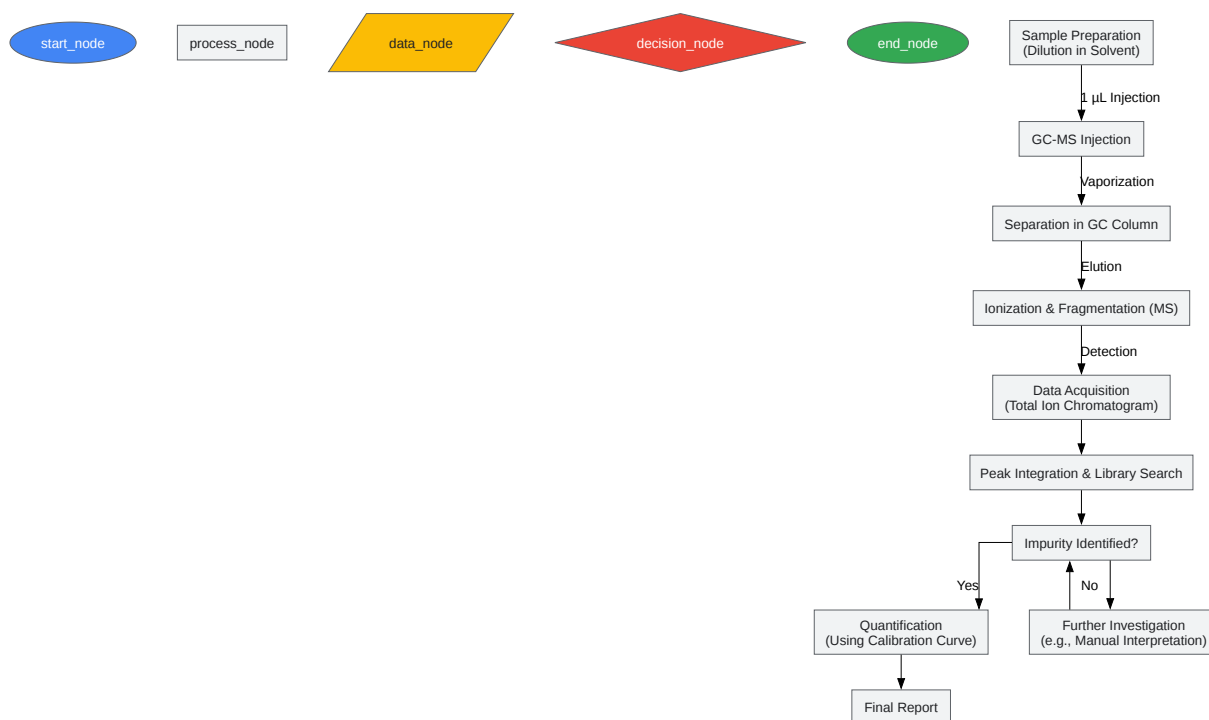 start_node
process_node
data_node
decision_node
end_node
Sample Preparation
(Dilution in Solvent)
1 µL Injection
GC-MS Injection
Vaporization
Separation in GC Column
Elution
Ionization & Fragmentation (MS)
Detection
Data Acquisition
(Total Ion Chromatogram)
Peak Integration & Library Search
Impurity Identified?
Yes
No
Quantification
(Using Calibration Curve)
Further Investigation
(e.g., Manual Interpretation)
Final Report